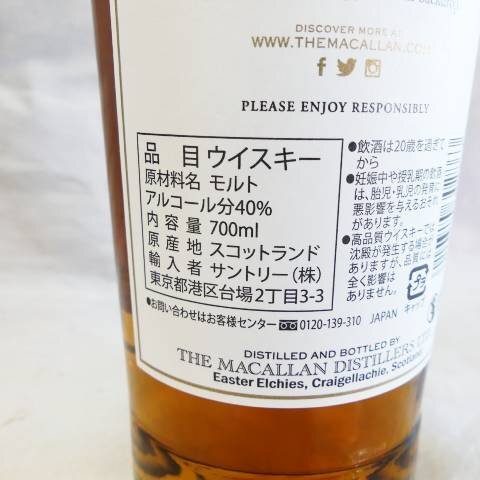 DISCOVER MORE AT
WWW.THEMACALLAN.COM
PLEASE ENJOY RESPONSIBLY
品 目 ウイスキー
原材料名 モルト
アルコール分40%
内 容 量 700ml
原 産 地 スコットランド
輸 入 者 サントリー(株)
東京都港区台場2丁目3-3
●飲酒は20歳を過ぎて
から
●妊娠中や授乳期の飲酒
は、胎児・乳児の発育に
悪影響を与えるおそれ
があります。
●高品質ウイスキーでは
沈殿が発生する場合が
ありますが、品質には
全く影響は
ありません。
●お問い合わせはお客様センター 0120-139-310 JAPAN
DISTILLED AND BOTTLED BY
THE MACALLAN DISTILLERS
Easter Elchies, Craigellachie, Scotland